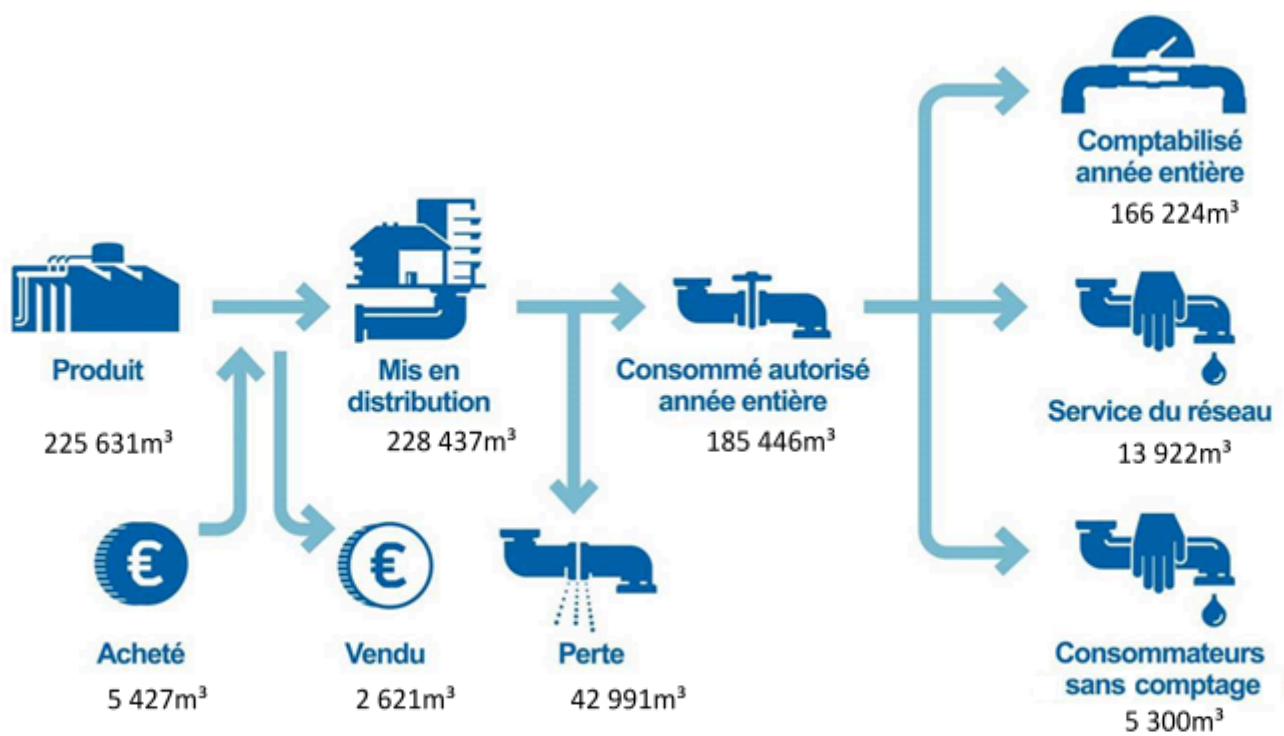 Comptabilisé
année entière
166 224m³
Produit
225 631m³
Mis en
distribution
228 437m³
Consommé autorisé
année entière
185 446m³
Service du réseau
13 922m³
€
Acheté
5 427m³
€
Vendu
2 621m³
Perte
42 991m³
Consommateurs
sans comptage
5 300m³